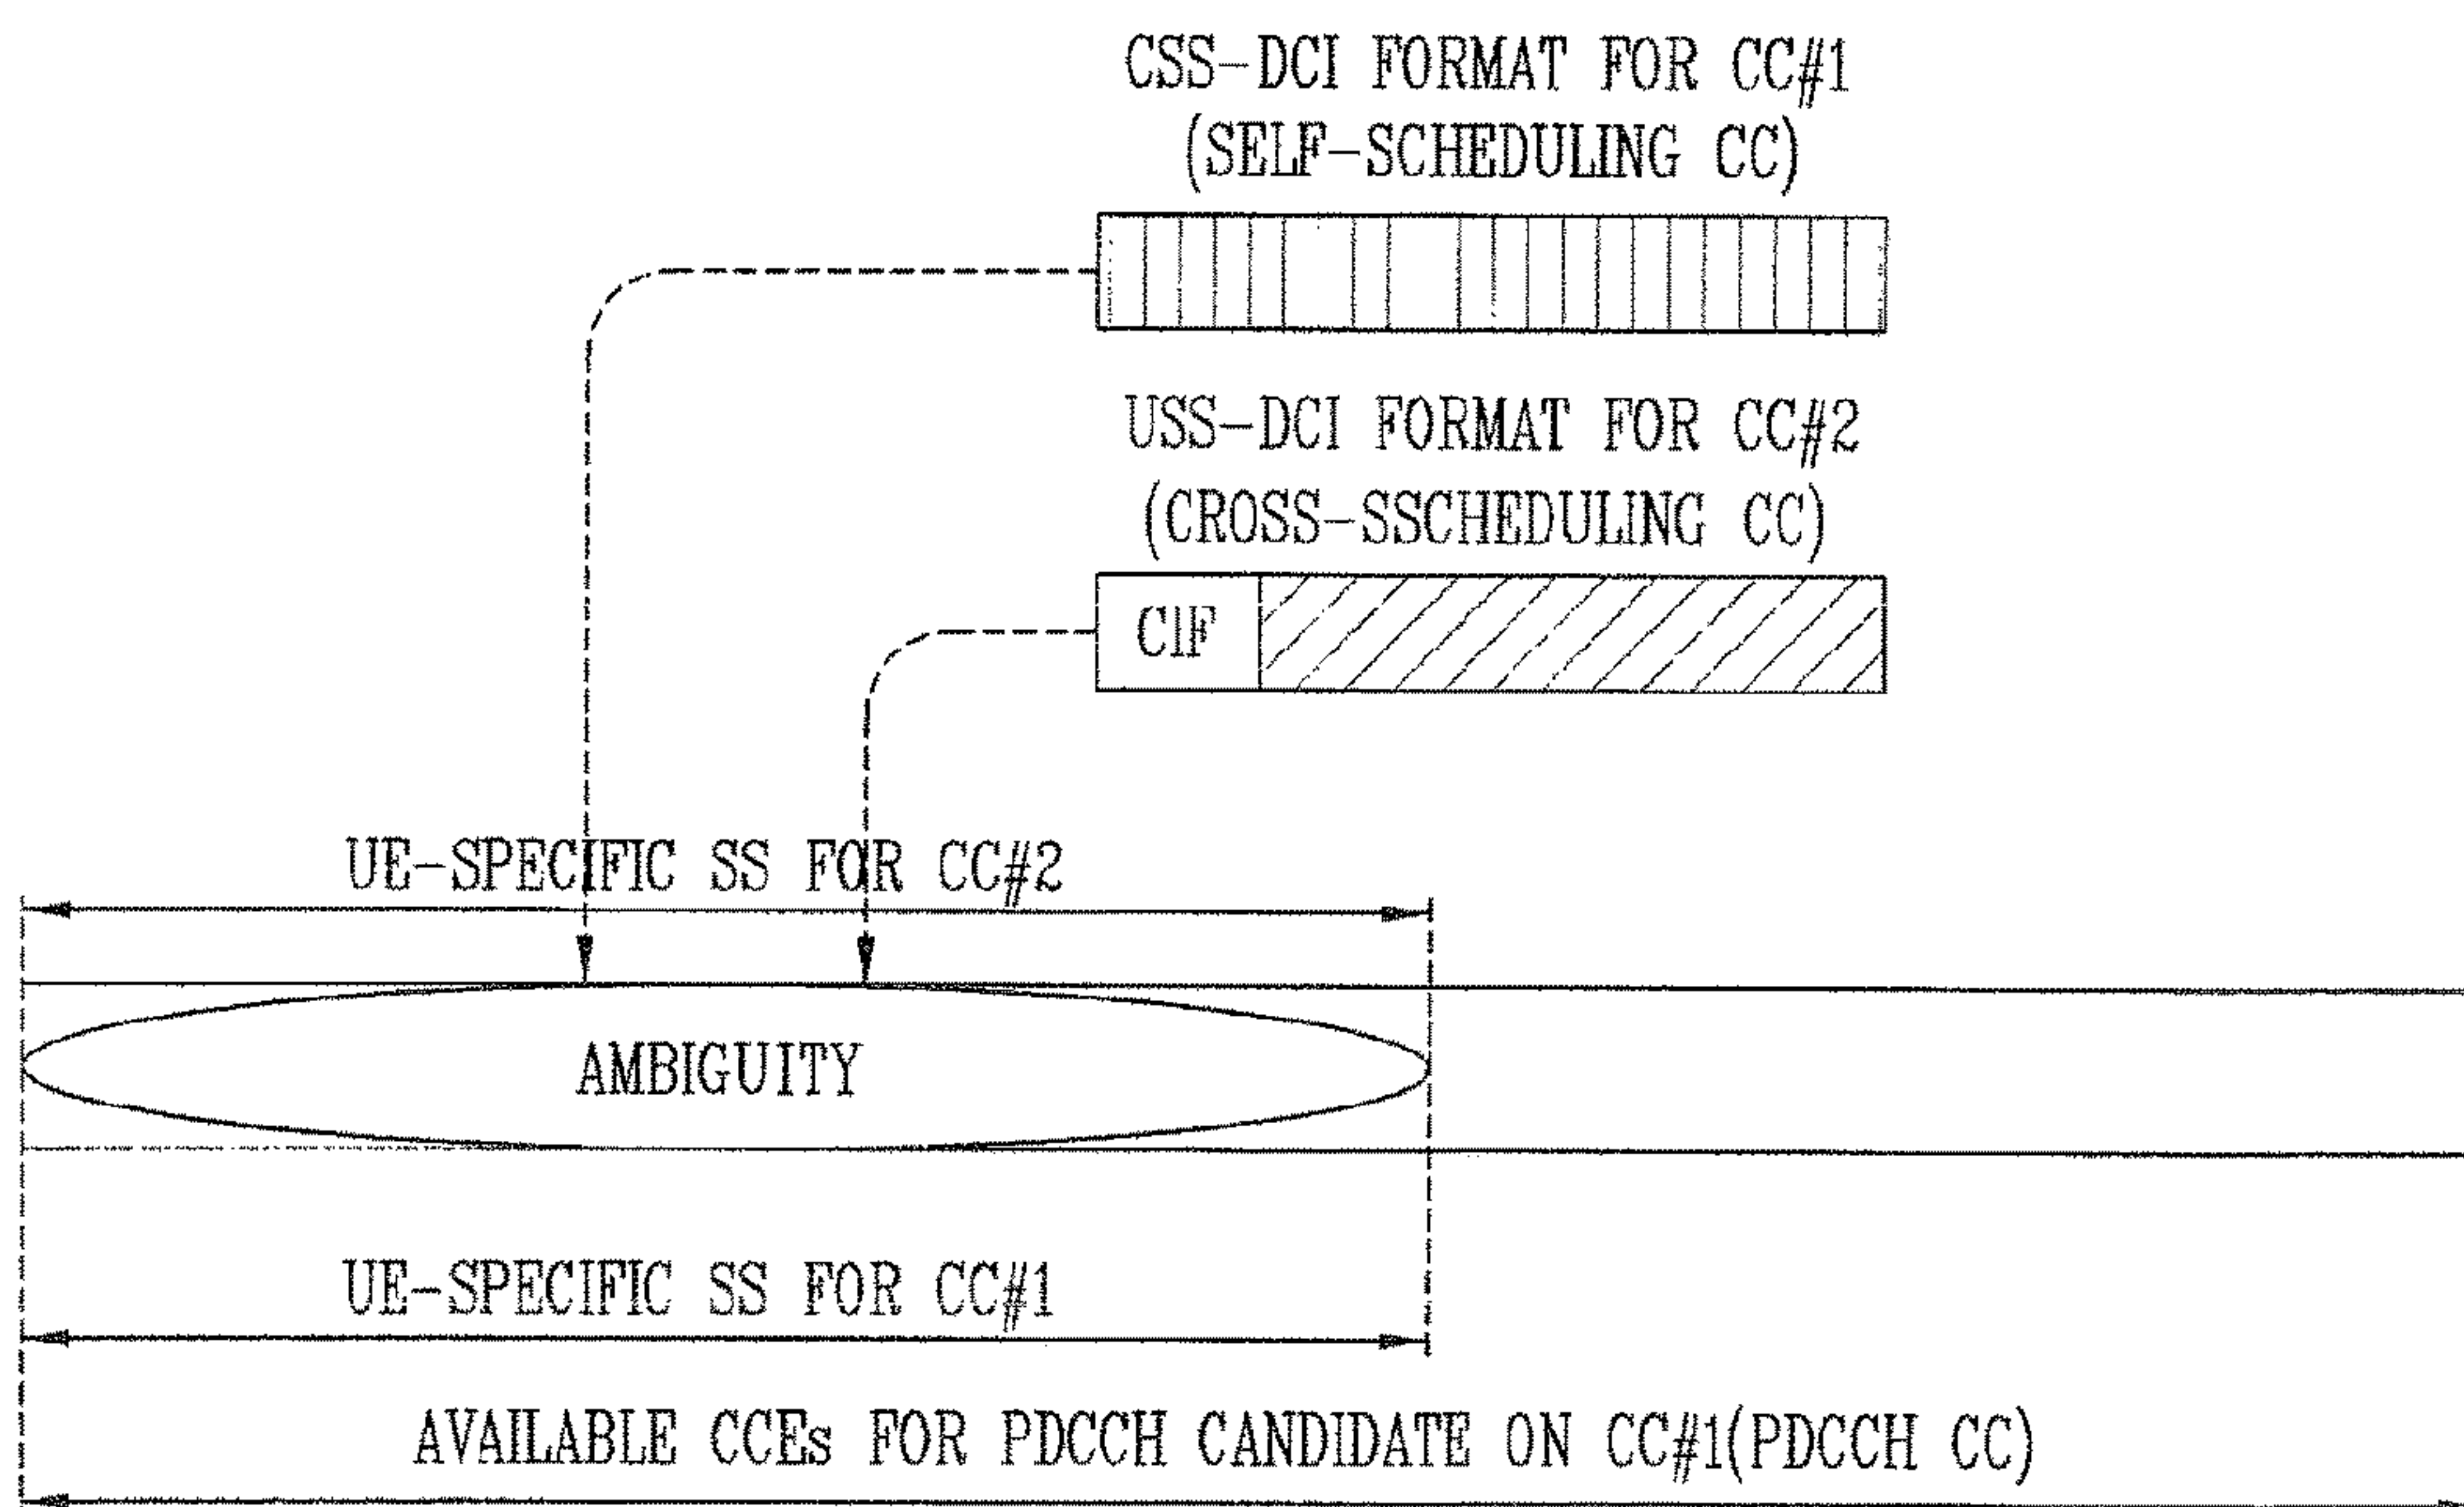 CSS-DCI FORMAT FOR CC#1
(SELF-SCHEDULING CC)
USS-DCI FORMAT FOR CC#2
(CROSS-SSCHEDULING CC)
CIF
UE-SPECIFIC SS FOR CC#2
AMBIGUITY
UE-SPECIFIC SS FOR CC#1
AVAILABLE CCEs FOR PDCCH CANDIDATE ON CC#1(PDCCH CC)